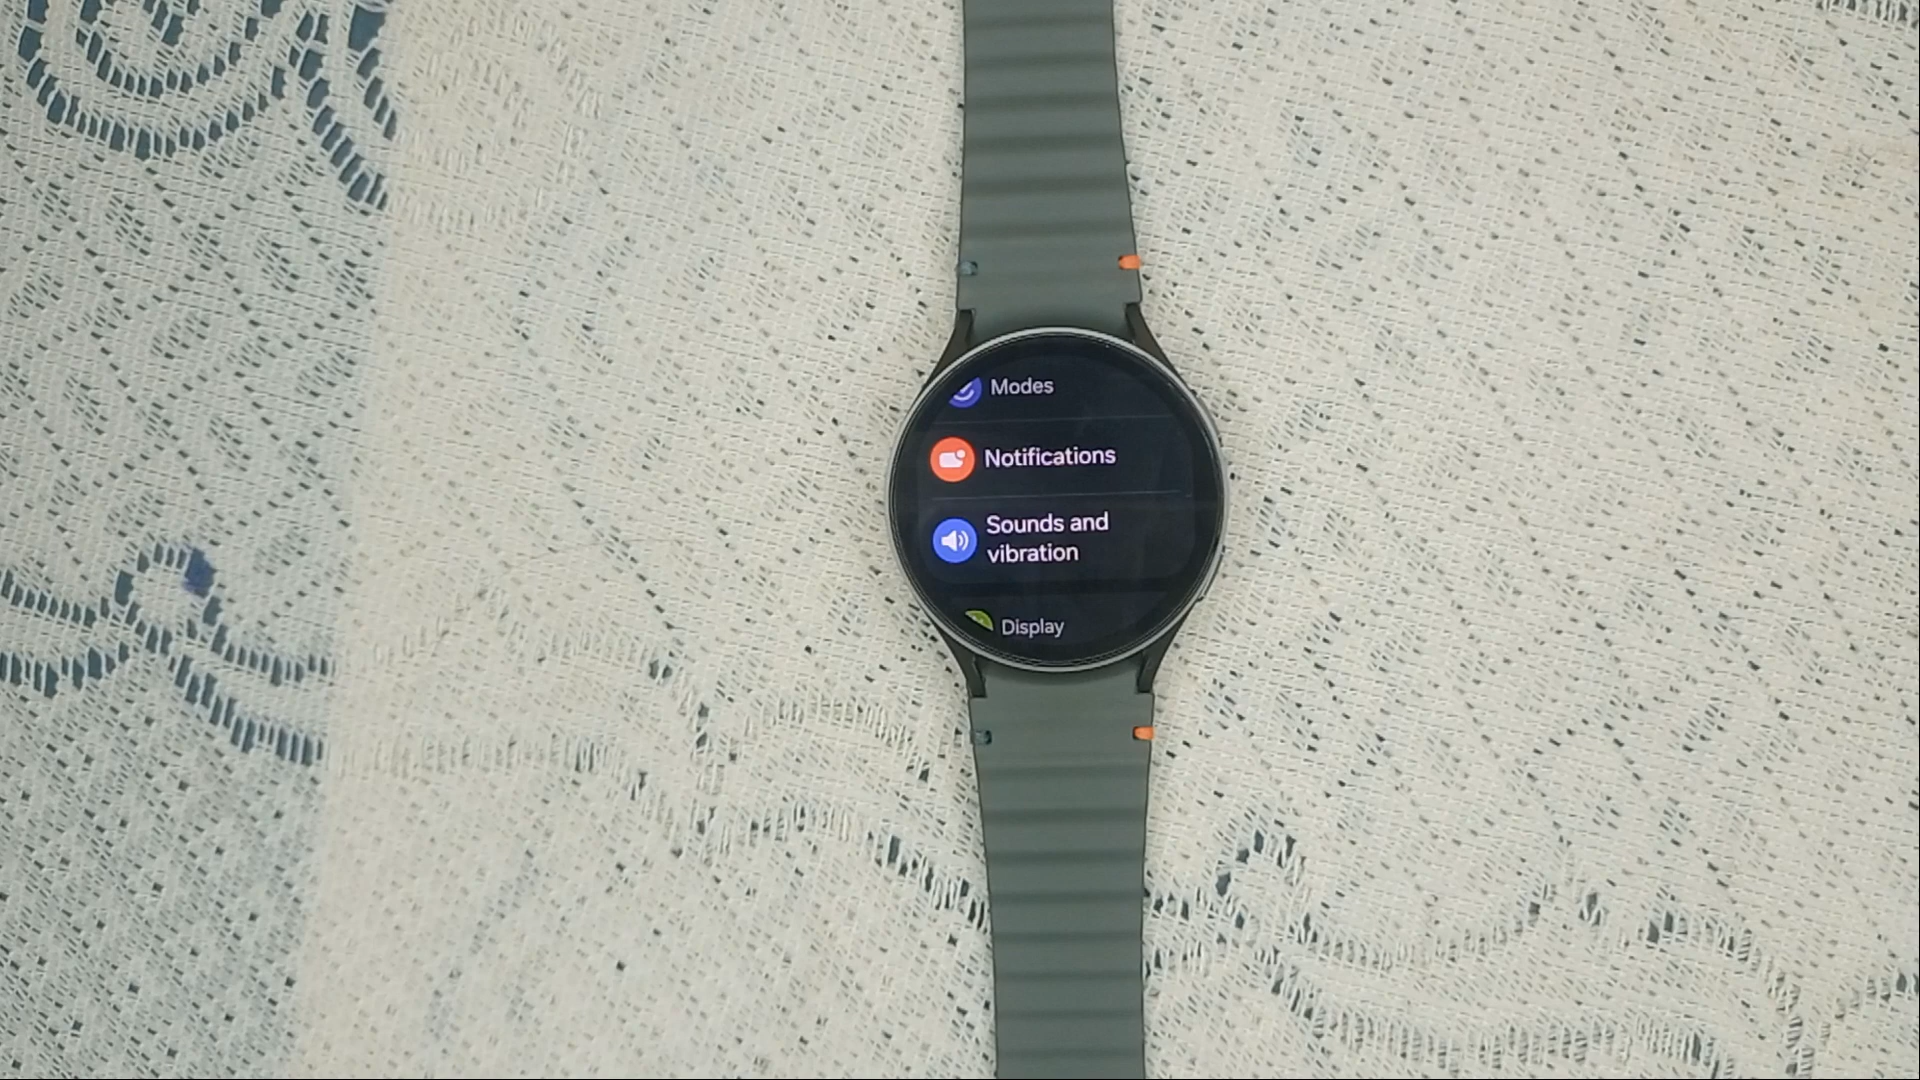 Modes
Notifications
Sounds and
vibration
Display